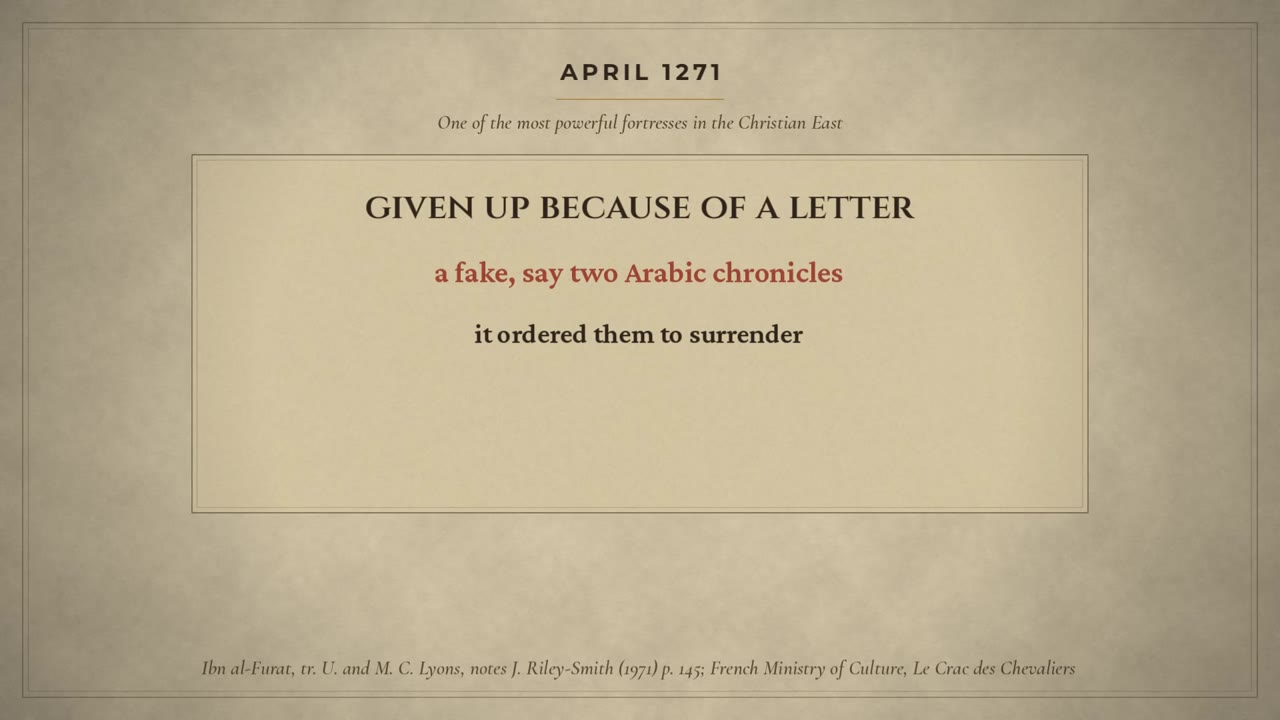 APRIL 1271
One of the most powerful fortresses in the Christian East
GIVEN UP BECAUSE OF A LETTER
a fake, say two Arabic chronicles
it ordered them to surrender
Ibn al-Furat, tr. U. and M. C. Lyons, notes J. Riley-Smith (1971) p. 145; French Ministry of Culture, Le Crac des Chevaliers